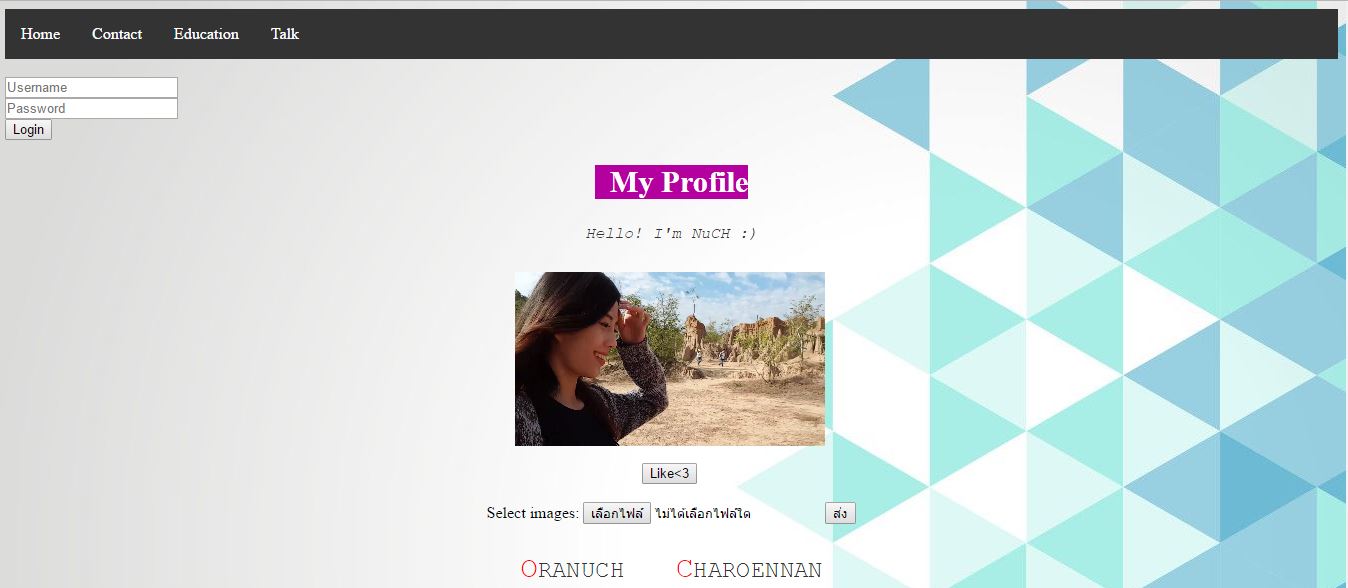 Home Contact Education Talk
Username
Password
Login
My Profile
Hello! I'm NuCH :)
Like<3
Select images: เลือกไฟล์ ไม่ได้เลือกไฟล์ใด ส่ง
ORANUCH CHAROENNAN